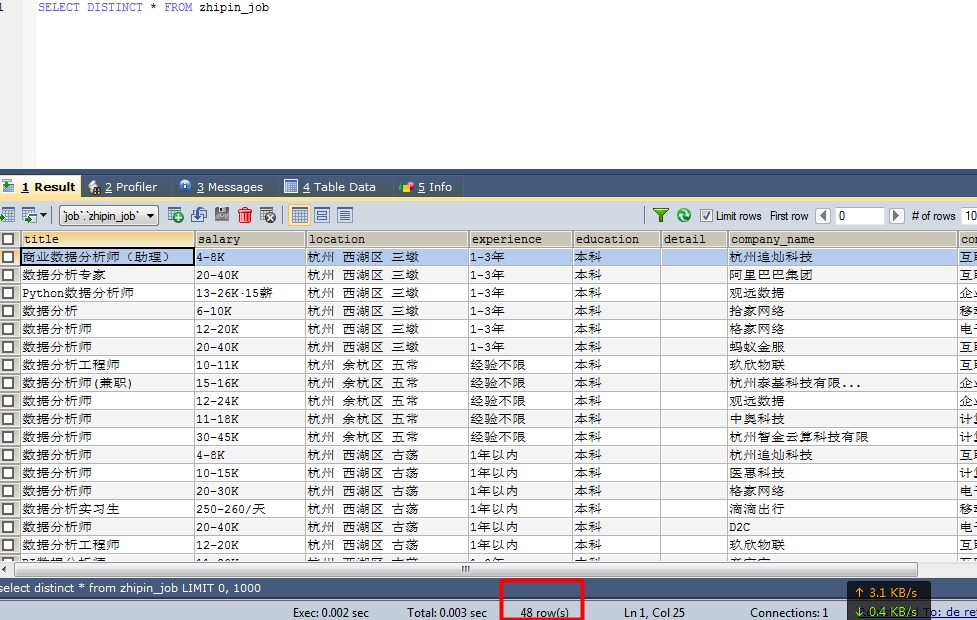 1 SELECT DISTINCT * FROM zhipin_job
1 Result 2 Profiler 3 Messages 4 Table Data 5 Info
`job`.`zhipin_job` Limit rows First row 0 # of rows 10
title salary location experience education detail company_name
商业数据分析师（助理） 4-8K 杭州 西湖区 三墩 1-3年 本科 杭州追灿科技 互联
数据分析专家 20-40K 杭州 西湖区 三墩 1-3年 本科 阿里巴巴集团 互联
Python数据分析师 13-26K·15薪 杭州 西湖区 三墩 1-3年 本科 观远数据 企业
数据分析 6-10K 杭州 西湖区 三墩 1-3年 本科 拾家网络 移动
数据分析师 12-20K 杭州 西湖区 三墩 1-3年 本科 格家网络 电子
数据分析师 20-40K 杭州 西湖区 三墩 1-3年 本科 蚂蚁金服 互联
数据分析工程师 10-11K 杭州 余杭区 五常 经验不限 本科 玖欣物联 互联
数据分析师(兼职) 15-16K 杭州 余杭区 五常 经验不限 本科 杭州泰基科技有限... 企业
数据分析师 12-24K 杭州 余杭区 五常 经验不限 本科 观远数据 企业
数据分析师 11-18K 杭州 余杭区 五常 经验不限 本科 中奥科技 计算
数据分析师 30-45K 杭州 余杭区 五常 经验不限 本科 杭州智金云算科技有限 计算
数据分析师 4-8K 杭州 西湖区 古荡 1年以内 本科 杭州追灿科技 互联
数据分析师 10-15K 杭州 西湖区 古荡 1年以内 本科 医惠科技 计算
数据分析师 20-30K 杭州 西湖区 古荡 1年以内 本科 格家网络 电子
数据分析实习生 250-260/天 杭州 西湖区 古荡 1年以内 本科 滴滴出行 移动
数据分析师 20-40K 杭州 西湖区 古荡 1年以内 本科 D2C 电子
数据分析工程师 12-20K 杭州 西湖区 古荡 1年以内 本科 玖欣物联 互联
select distinct * from zhipin_job LIMIT 0, 1000
Exec: 0.002 sec Total: 0.003 sec 48 row(s) Ln 1, Col 25 Connections: 1
↑ 3.1 KB/s
↓ 0.4 KB/s